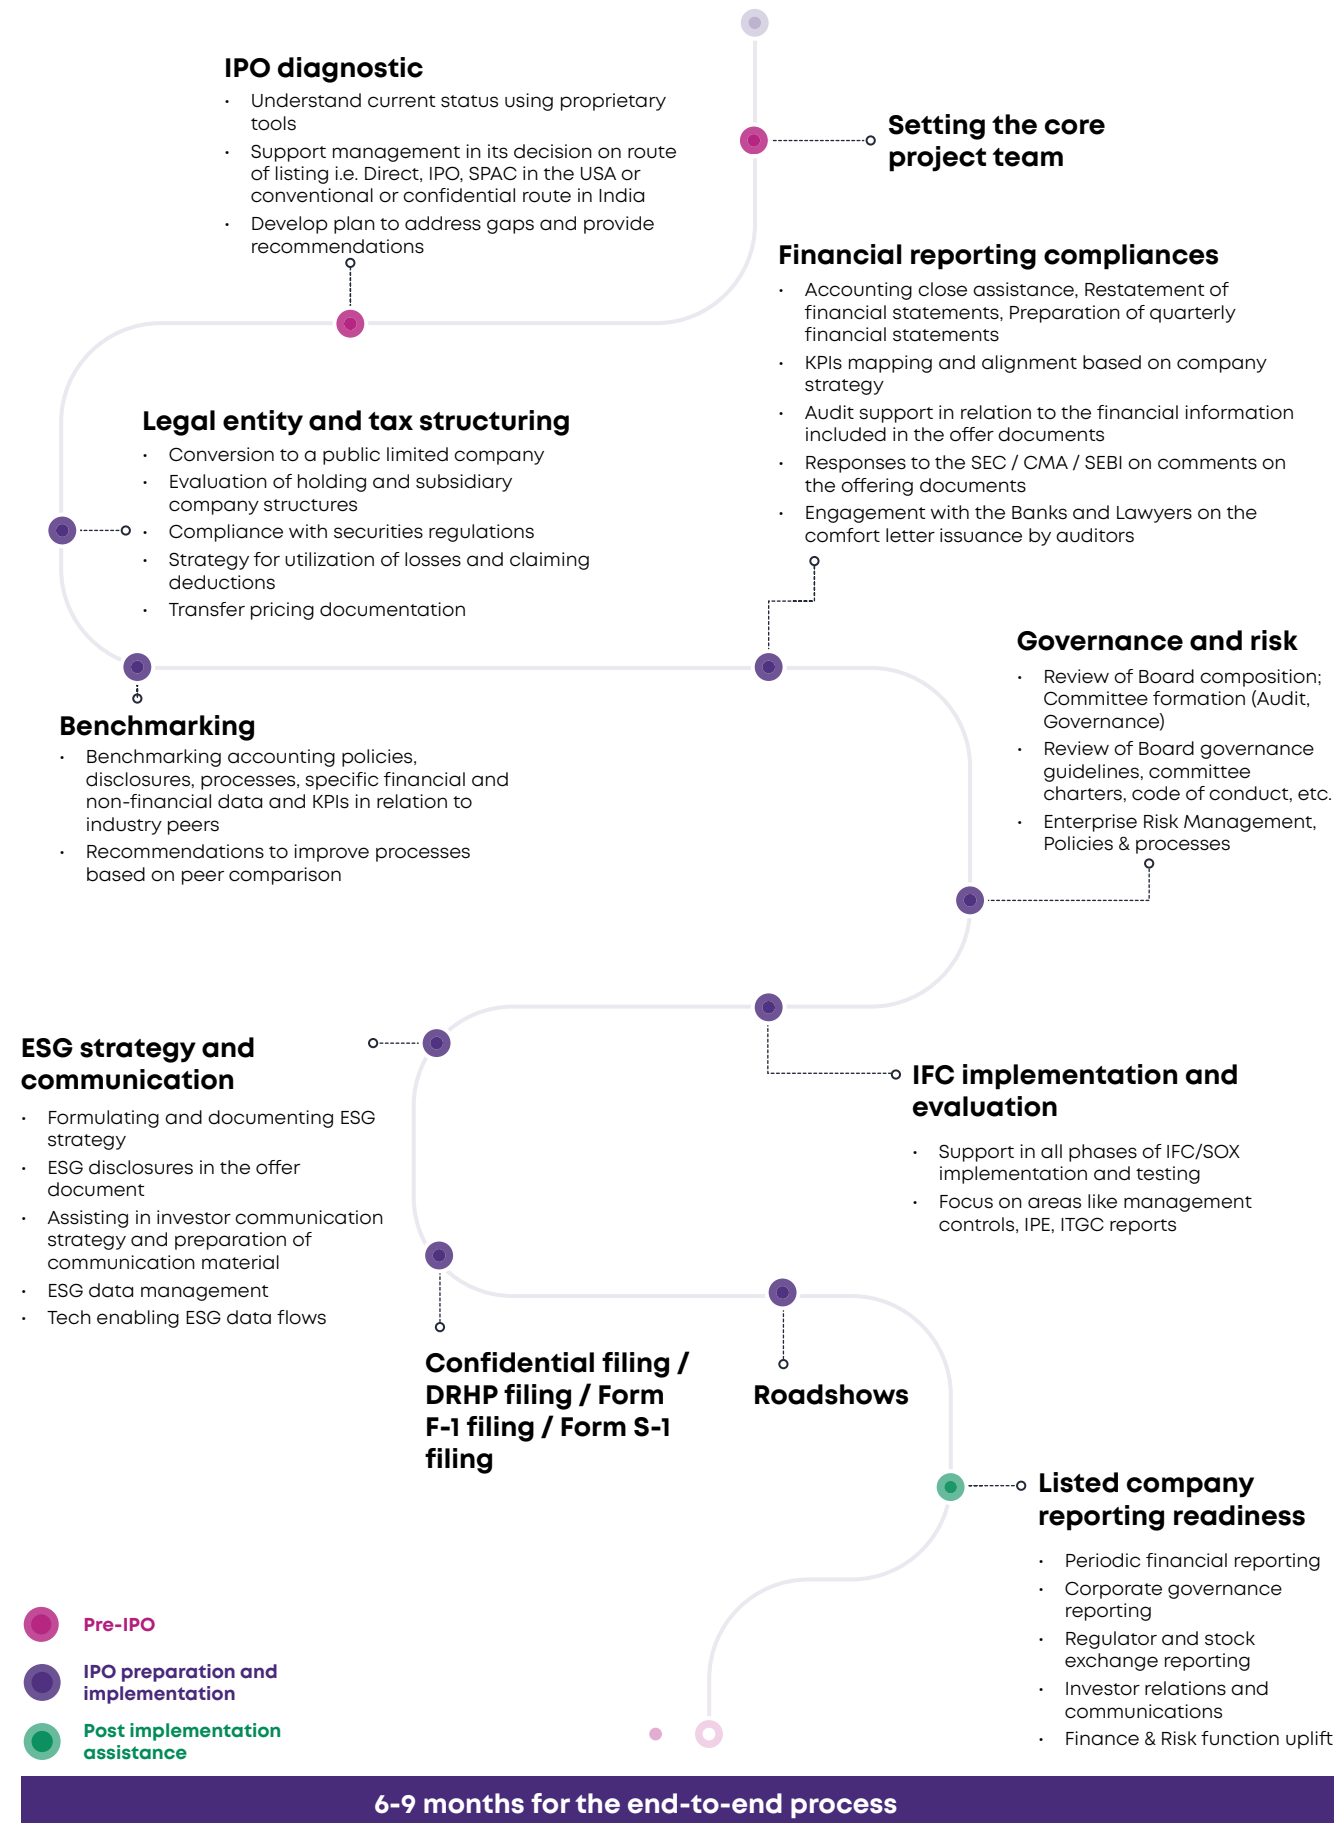 IPO diagnostic
• Understand current status using proprietary
tools
• Support management in its decision on route
of listing i.e. Direct, IPO, SPAC in the USA or
conventional or confidential route in India
• Develop plan to address gaps and provide
recommendations
Setting the core
project team
Financial reporting compliances
• Accounting close assistance, Restatement of
financial statements, Preparation of quarterly
financial statements
• KPIs mapping and alignment based on company
strategy
• Audit support in relation to the financial information
included in the offer documents
• Responses to the SEC / CMA / SEBI on comments on
the offering documents
• Engagement with the Banks and Lawyers on the
comfort letter issuance by auditors
Legal entity and tax structuring
• Conversion to a public limited company
• Evaluation of holding and subsidiary
company structures
• Compliance with securities regulations
• Strategy for utilization of losses and claiming
deductions
• Transfer pricing documentation
Benchmarking
• Benchmarking accounting policies,
disclosures, processes, specific financial and
non-financial data and KPIs in relation to
industry peers
• Recommendations to improve processes
based on peer comparison
Governance and risk
• Review of Board composition;
Committee formation (Audit,
Governance)
• Review of Board governance
guidelines, committee
charters, code of conduct, etc.
• Enterprise Risk Management,
Policies & processes
ESG strategy and
communication
• Formulating and documenting ESG
strategy
• ESG disclosures in the offer
document
• Assisting in investor communication
strategy and preparation of
communication material
• ESG data management
• Tech enabling ESG data flows
IFC implementation and
evaluation
• Support in all phases of IFC/SOX
implementation and testing
• Focus on areas like management
controls, IPE, ITGC reports
Confidential filing /
DRHP filing / Form
F-1 filing / Form S-1
filing
Roadshows
Listed company
reporting readiness
• Periodic financial reporting
• Corporate governance
reporting
• Regulator and stock
exchange reporting
• Investor relations and
communications
• Finance & Risk function uplift
Pre-IPO
IPO preparation and
implementation
Post implementation
assistance
6-9 months for the end-to-end process